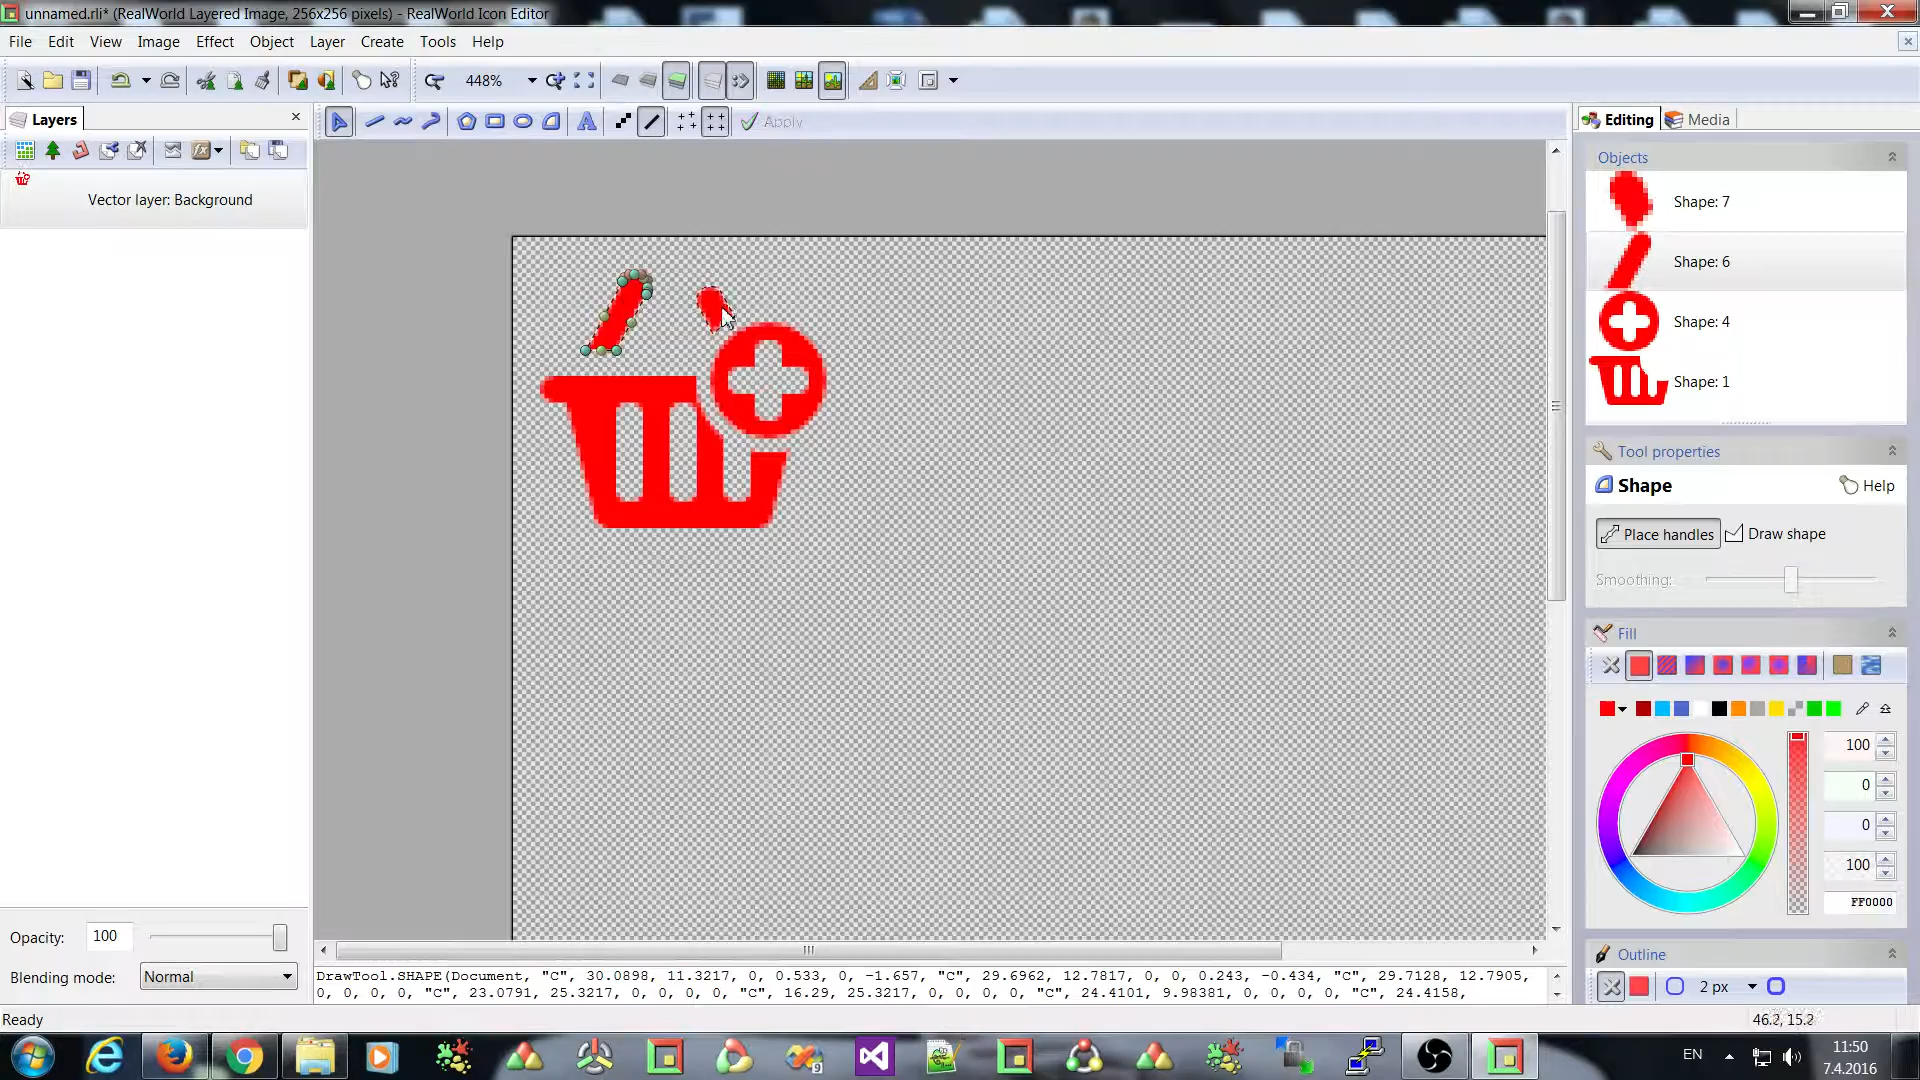 unnamed.rli* (RealWorld Layered Image, 256x256 pixels) - RealWorld Icon Editor
File Edit View Image Effect Object Layer Create Tools Help
448%
Layers
Apply
Editing Media
Vector layer: Background
Objects
Shape: 7
Shape: 6
Shape: 4
Shape: 1
Tool properties
Shape Help
Place handles Draw shape
Smoothing:
Fill
100
0
0
100
FF0000
Outline
2 px
Opacity: 100
Blending mode: Normal
DrawTool.SHAPE(Document, "C", 30.0898, 11.3217, 0, 0.533, 0, -1.657, "C", 29.6962, 12.7817, 0, 0, 0.243, -0.434, "C", 29.7128, 12.7905,
0, 0, 0, 0, "C", 23.0791, 25.3217, 0, 0, 0, 0, "C", 16.29, 25.3217, 0, 0, 0, 0, "C", 24.4101, 9.98381, 0, 0, 0, 0, "C", 24.4158,
Ready
46.2, 15.2
EN
11:50
7.4.2016